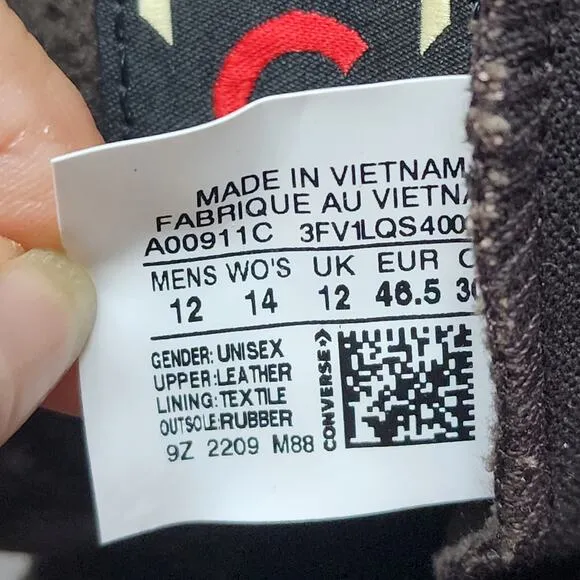 MADE IN VIETNAM
FABRIQUE AU VIETNA
A00911C 3FV1LQS400
MENS WO'S UK EUR C
12 14 12 46.5 30
GENDER: UNISEX
UPPER: LEATHER
LINING: TEXTILE
OUTSOLE: RUBBER
9Z 2209 M88
CONVERSE